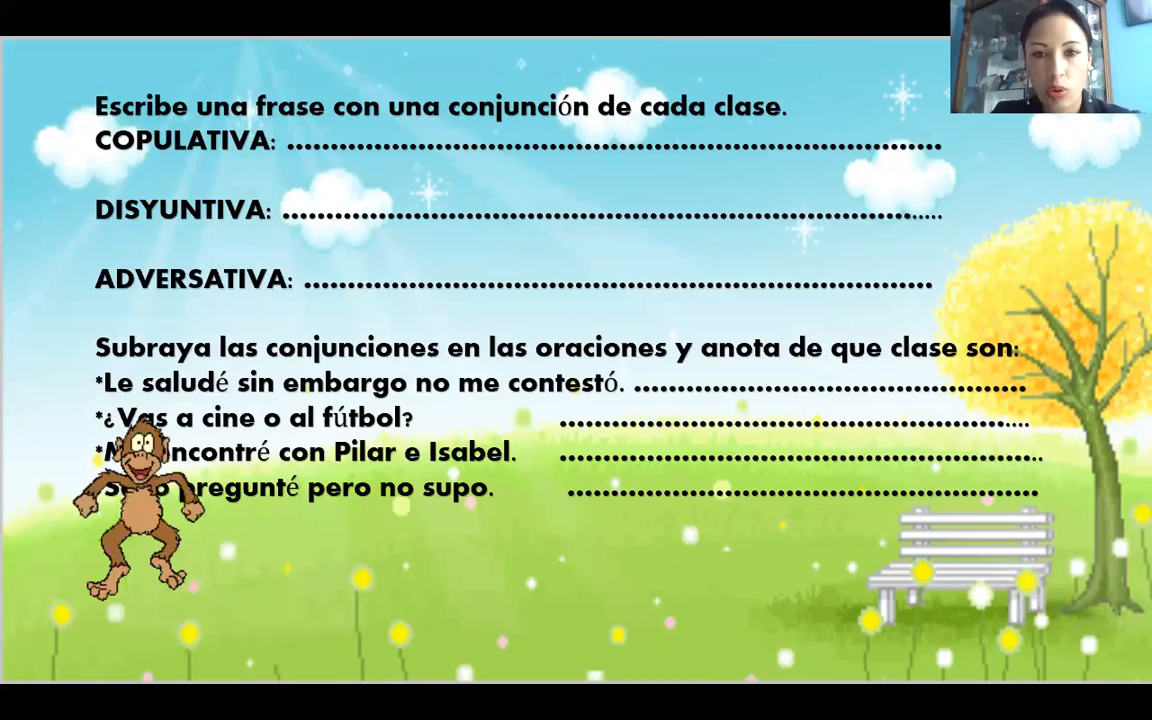 Escribe una frase con una conjunción de cada clase.
COPULATIVA: ...........................................................................
DISYUNTIVA: .............................................................................
ADVERSATIVA: ........................................................................
Subraya las conjunciones en las oraciones y anota de que clase son:
*Le saludé sin embargo no me contestó. .............................................
*¿Vas a cine o al fútbol? ......................................................
* encontré con Pilar e Isabel. ........................................................
pregunté pero no supo. ......................................................